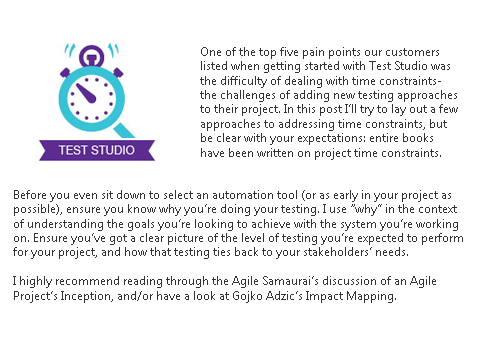 One of the top five pain points our customers
listed when getting started with Test Studio was
the difficulty of dealing with time constraints-
the challenges of adding new testing approaches
to their project. In this post I'll try to lay out a few
approaches to addressing time constraints, but
be clear with your expectations: entire books
have been written on project time constraints.
TEST STUDIO
Before you even sit down to select an automation tool (or as early in your project as
possible), ensure you know why you're doing your testing. I use "why" in the context
of understanding the goals you're looking to achieve with the system you're working
on. Ensure you've got a clear picture of the level of testing you're expected to perform
for your project, and how that testing ties back to your stakeholders' needs.
I highly recommend reading through the Agile Samaurai's discussion of an Agile
Project's Inception, and/or have a look at Gojko Adzic's Impact Mapping.